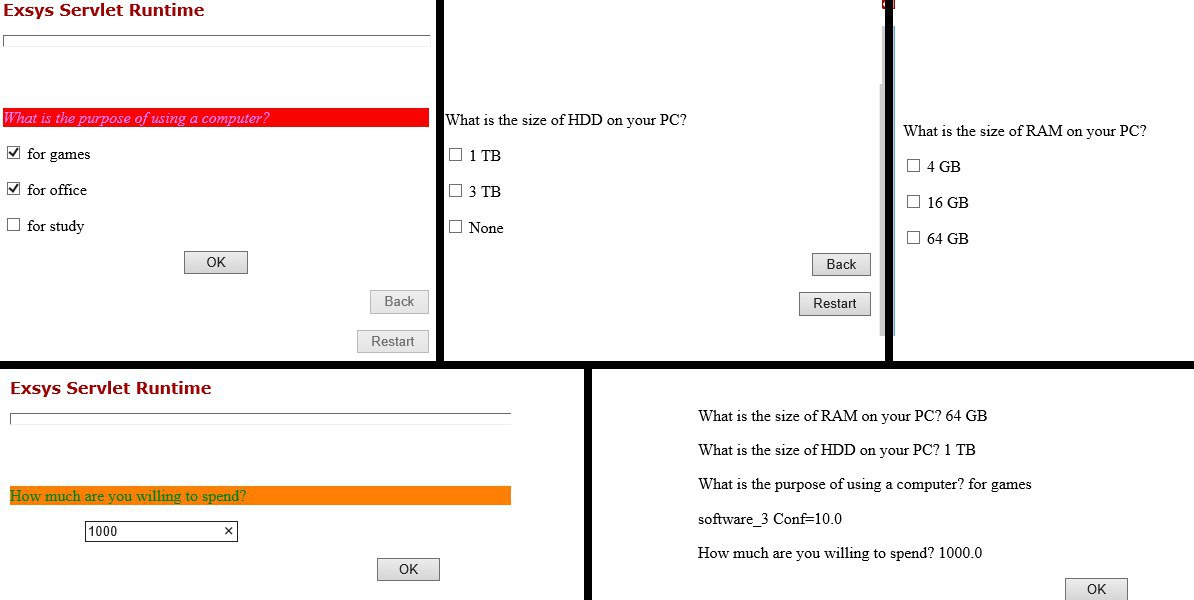 Exsys Servlet Runtime
What is the purpose of using a computer?
for games
for office
for study
OK
Back
Restart
What is the size of HDD on your PC?
1 TB
3 TB
None
Back
Restart
What is the size of RAM on your PC?
4 GB
16 GB
64 GB
Exsys Servlet Runtime
How much are you willing to spend?
1000 ×
OK
What is the size of RAM on your PC? 64 GB
What is the size of HDD on your PC? 1 TB
What is the purpose of using a computer? for games
software_3 Conf=10.0
How much are you willing to spend? 1000.0
OK